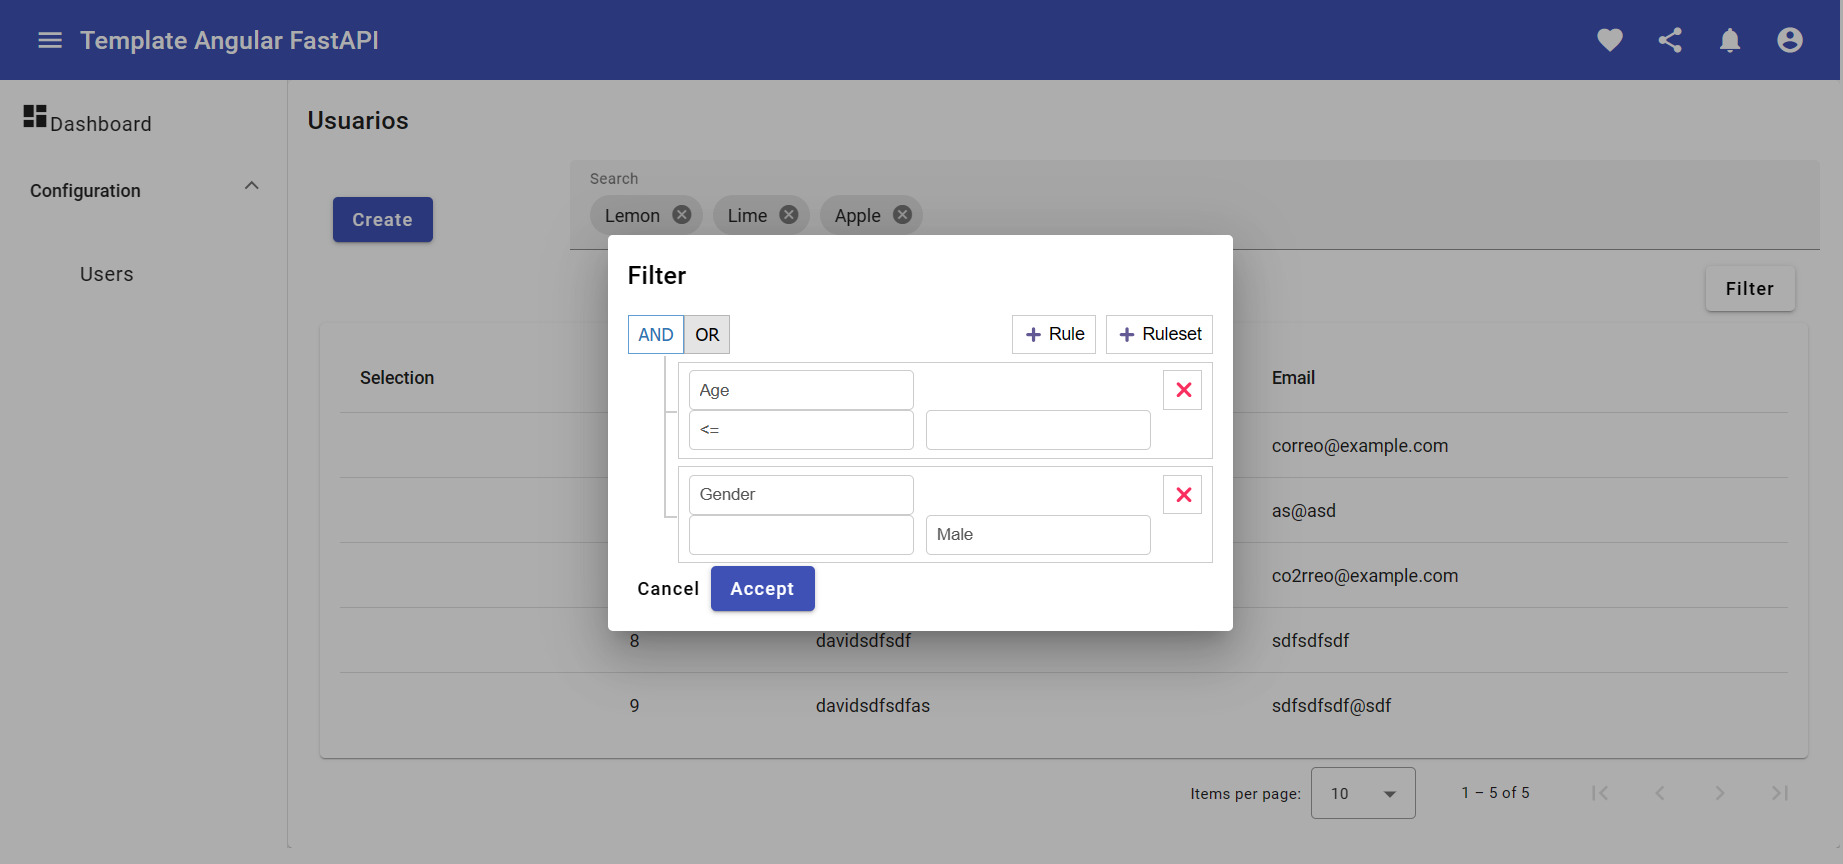 Template Angular FastAPI
Dashboard
Configuration
Users
Usuarios
Create
Search
Lemon Lime Apple
Filter
Filter
AND OR
Rule Ruleset
Age
<=
Gender
Male
Cancel Accept
Selection Email
correo@example.com
as@asd
co2rreo@example.com
8 davidsdfsdf sdfsdfsdf
9 davidsdfsdfas sdfsdfsdf@sdf
Items per page: 10 1 – 5 of 5